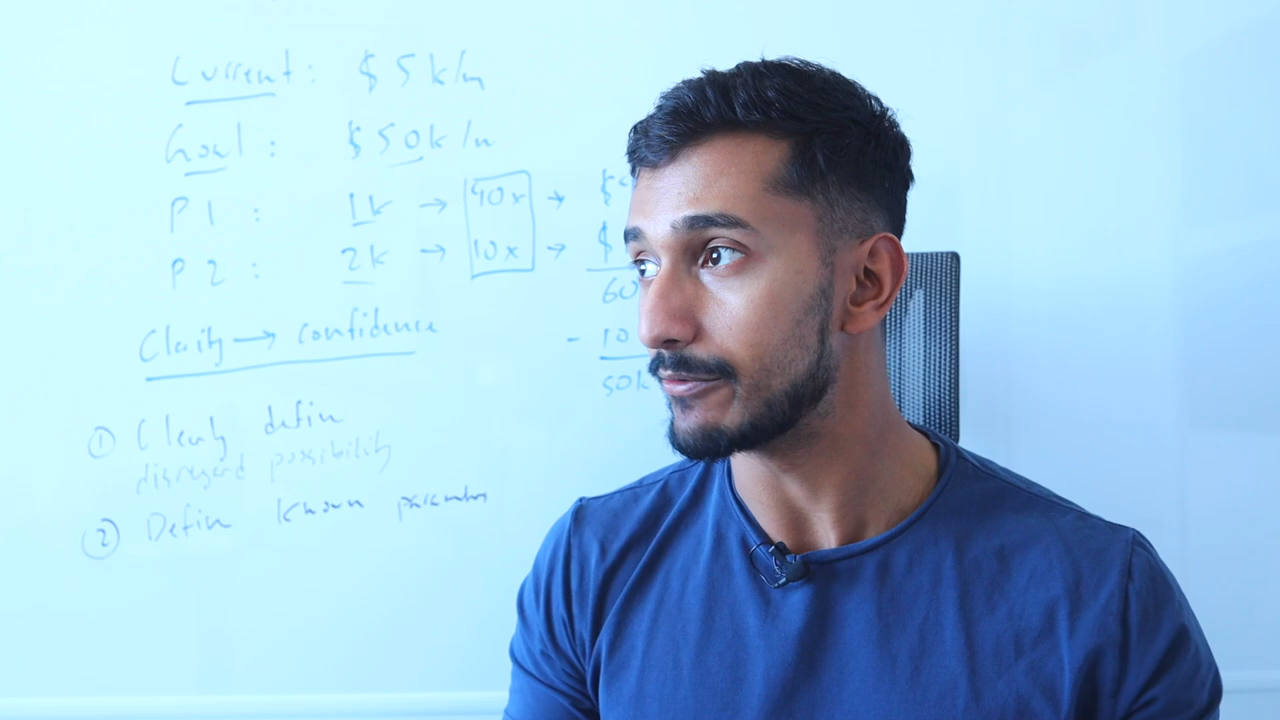 Current: $5k/m
Goal: $50k/m
P1: 1k → 40x → $
P2: 2k → 10x → $
60
- 10
50k
Clarity → confidence
① Clearly define
disregard possibility
② Define known